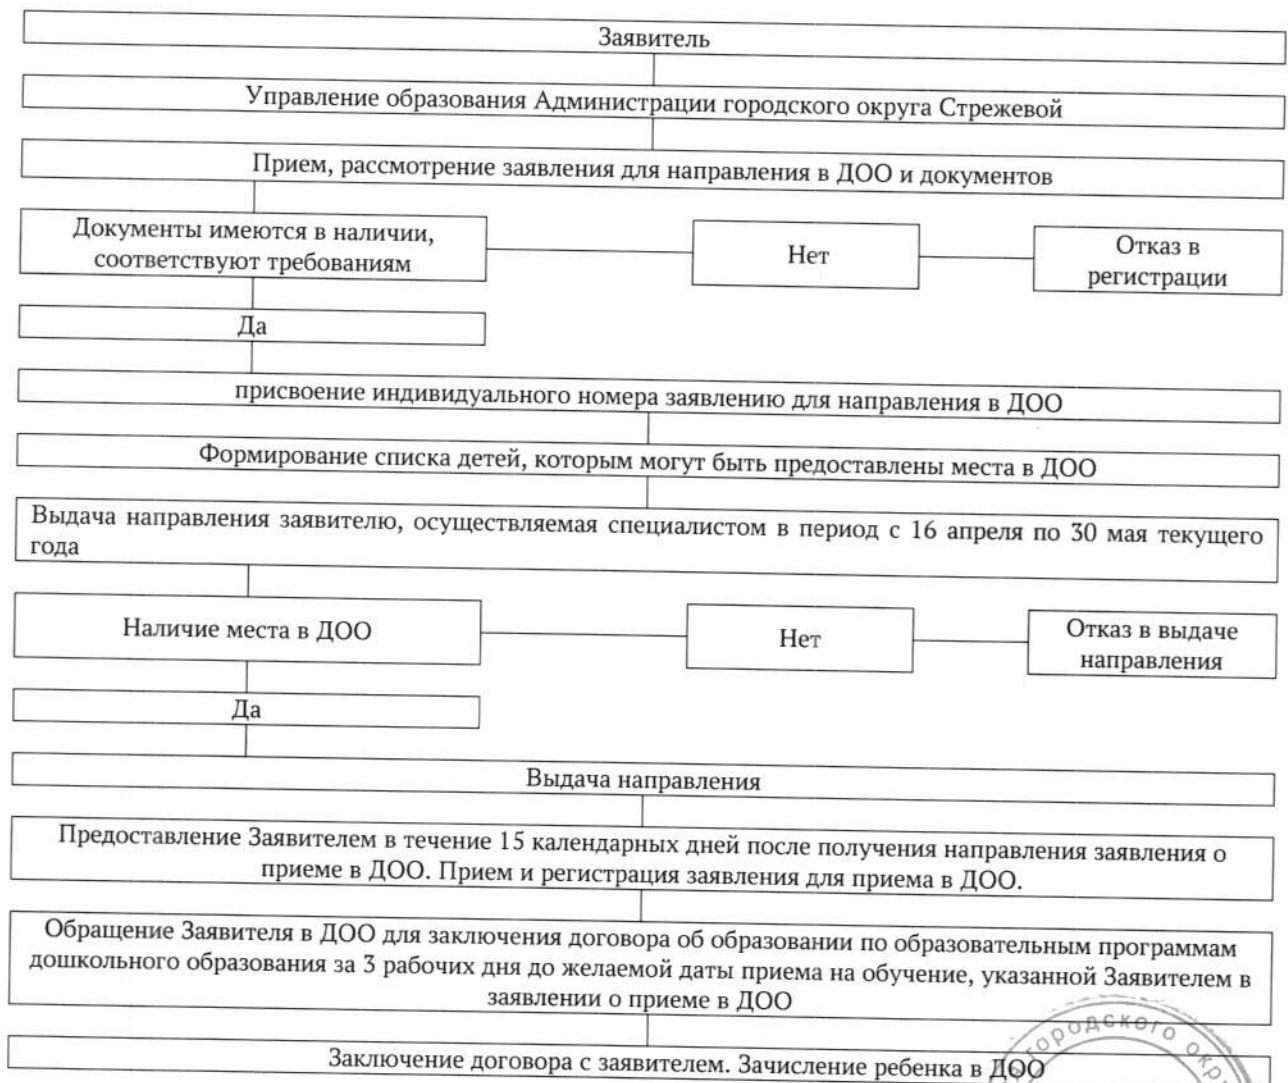 Заявитель
Управление образования Администрации городского округа Стрежевой
Прием, рассмотрение заявления для направления в ДОО и документов
Документы имеются в наличии,
соответствуют требованиям
Нет
Отказ в
регистрации
Да
присвоение индивидуального номера заявлению для направления в ДОО
Формирование списка детей, которым могут быть предоставлены места в ДОО
Выдача направления заявителю, осуществляемая специалистом в период с 16 апреля по 30 мая текущего
года
Наличие места в ДОО
Нет
Отказ в выдаче
направления
Да
Выдача направления
Предоставление Заявителем в течение 15 календарных дней после получения направления заявления о
приеме в ДОО. Прием и регистрация заявления для приема в ДОО.
Обращение Заявителя в ДОО для заключения договора об образовании по образовательным программам
дошкольного образования за 3 рабочих дня до желаемой даты приема на обучение, указанной Заявителем в
заявлении о приеме в ДОО
городского
Заключение договора с заявителем. Зачисление ребенка в ДОО